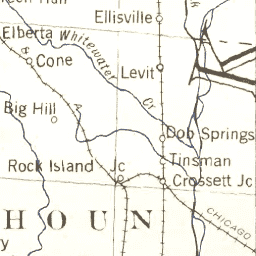 Ellisville
Elberta
Whitewater
Cone
Levit
Big Hill
Cr
Dob Springs
Rock Island Jc
Tinsman
Crossett Jc
HOUN
CHICAGO
y